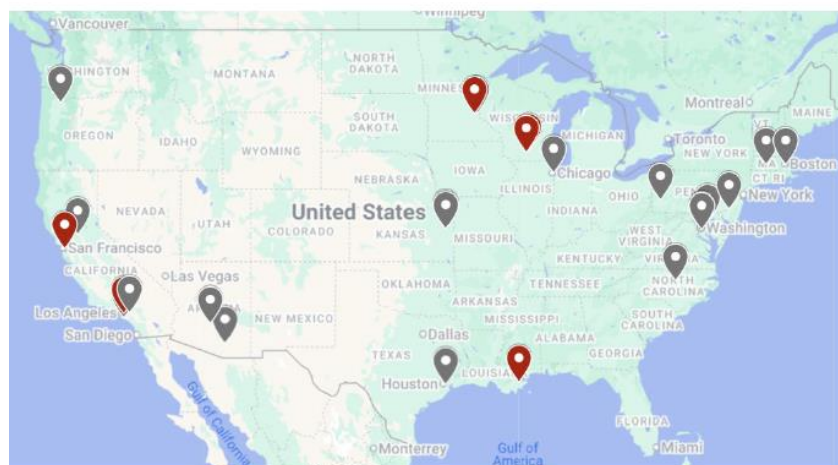 Winnipeg
Vancouver
NORTH DAKOTA
MONTANA
MINNES
Montreal
MAINE
OREGON
IDAHO
SOUTH DAKOTA
WISCONSIN
MICHIGAN
Toronto
VT
WYOMING
NEW YORK
MA
Boston
IOWA
Chicago
CT RI
NEBRASKA
ILLINOIS
OHIO
PEN
New York
NEVADA
United States
INDIANA
UTAH
COLORADO
KANSAS
MISSOURI
WEST VIRGINIA
Washington
San Francisco
KENTUCKY
VIRGINIA
CALIFORNIA
Las Vegas
OKLAHOMA
TENNESSEE
NORTH CAROLINA
Los Angeles
NEW MEXICO
ARKANSAS
SOUTH CAROLINA
San Diego
Dallas
MISSISSIPPI
ALABAMA
TEXAS
GEORGIA
Houston
LOUISIANA
Gulf of California
FLORIDA
Monterrey
Gulf of America
Miami